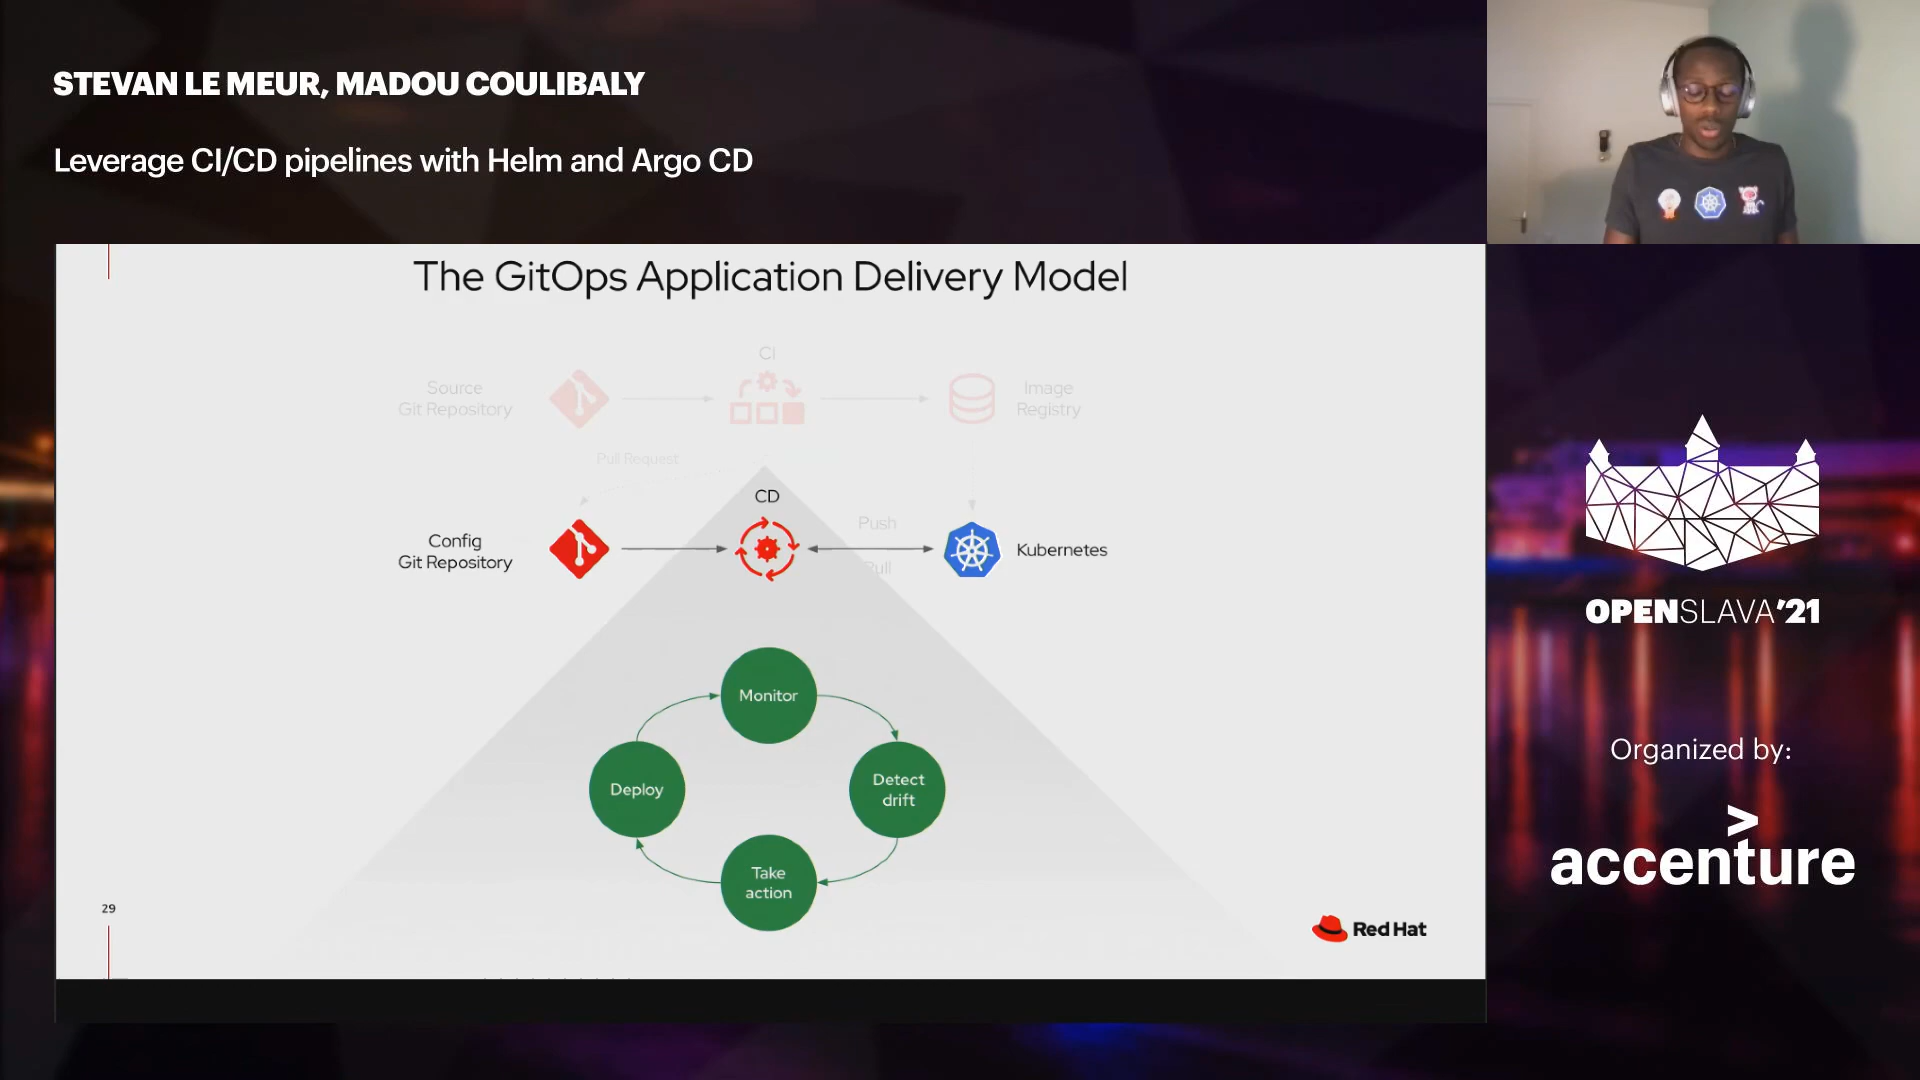 STEVAN LE MEUR, MADOU COULIBALY
Leverage CI/CD pipelines with Helm and Argo CD
The GitOps Application Delivery Model
CI
Source
Git Repository
Image
Registry
Pull Request
CD
Config
Git Repository
Push
Pull
Kubernetes
Monitor
Deploy
Detect
drift
Take
action
29
Red Hat
OPENSLAVA'21
Organized by:
>
accenture